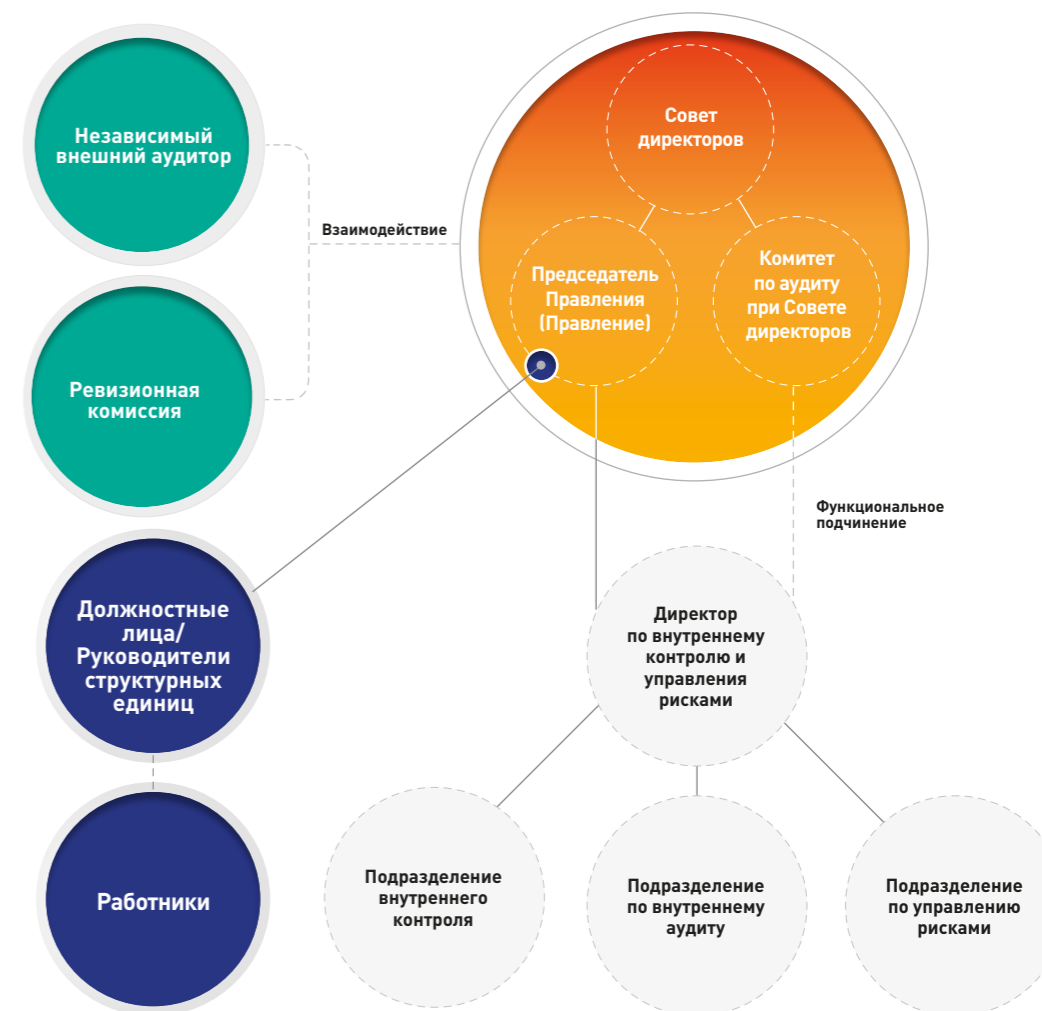 Независимый
внешний аудитор
Ревизионная
комиссия
Взаимодействие
Совет
директоров
Председатель
Правления
(Правление)
Комитет
по аудиту
при Совете
директоров
Функциональное
подчинение
Должностные
лица/
Руководители
структурных
единиц
Работники
Директор
по внутреннему
контролю и
управления
рисками
Подразделение
внутреннего
контроля
Подразделение
по внутреннему
аудиту
Подразделение
по управлению
рисками